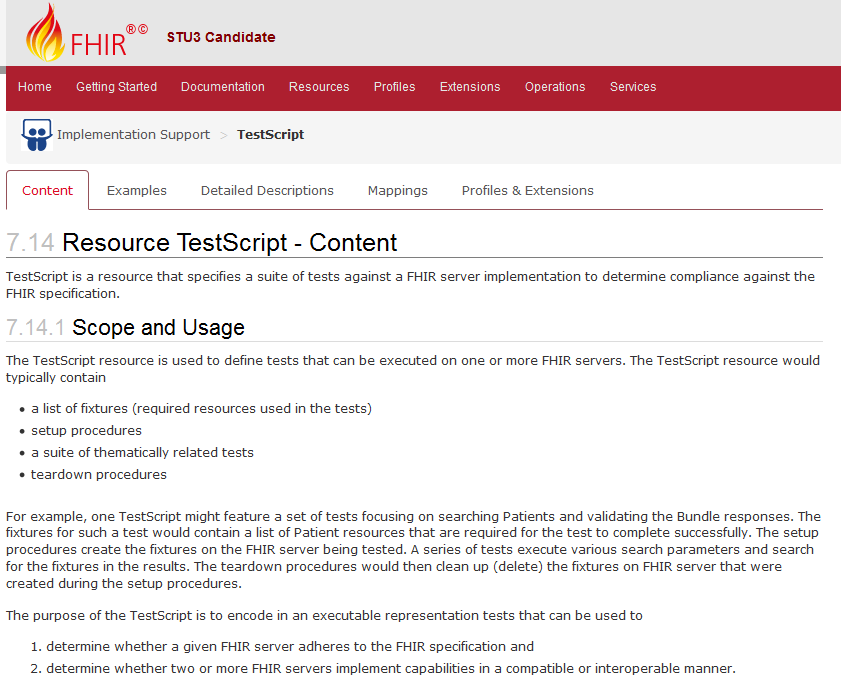 FHIR®© STU3 Candidate
Home Getting Started Documentation Resources Profiles Extensions Operations Services
Implementation Support > TestScript
Content Examples Detailed Descriptions Mappings Profiles & Extensions
7.14 Resource TestScript - Content
TestScript is a resource that specifies a suite of tests against a FHIR server implementation to determine compliance against the
FHIR specification.
7.14.1 Scope and Usage
The TestScript resource is used to define tests that can be executed on one or more FHIR servers. The TestScript resource would
typically contain
• a list of fixtures (required resources used in the tests)
• setup procedures
• a suite of thematically related tests
• teardown procedures
For example, one TestScript might feature a set of tests focusing on searching Patients and validating the Bundle responses. The
fixtures for such a test would contain a list of Patient resources that are required for the test to complete successfully. The setup
procedures create the fixtures on the FHIR server being tested. A series of tests execute various search parameters and search
for the fixtures in the results. The teardown procedures would then clean up (delete) the fixtures on FHIR server that were
created during the setup procedures.
The purpose of the TestScript is to encode in an executable representation tests that can be used to
1. determine whether a given FHIR server adheres to the FHIR specification and
2. determine whether two or more FHIR servers implement capabilities in a compatible or interoperable manner.